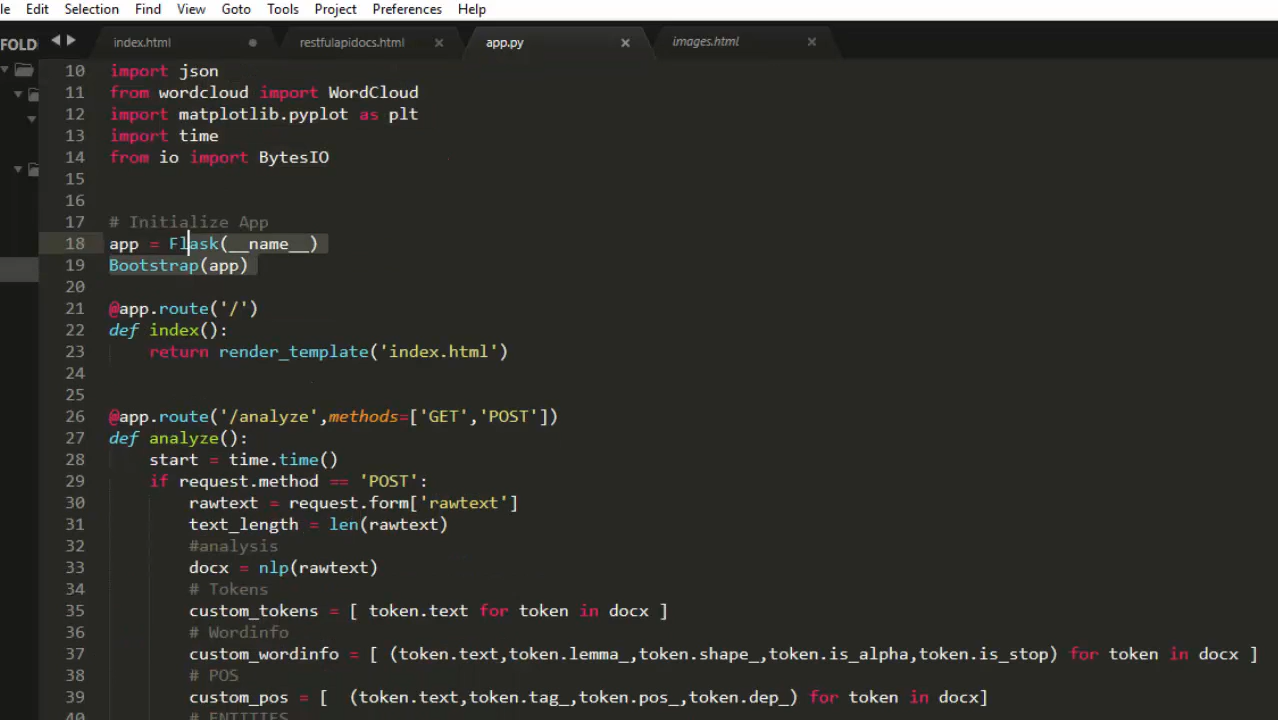 le Edit Selection Find View Goto Tools Project Preferences Help
FOLD index.html restfulapidocs.html app.py images.html
10 import json
11 from wordcloud import WordCloud
12 import matplotlib.pyplot as plt
13 import time
14 from io import BytesIO
15
16
17 # Initialize App
18 app = Flask(__name__)
19 Bootstrap(app)
20
21 @app.route('/')
22 def index():
23 return render_template('index.html')
24
25
26 @app.route('/analyze',methods=['GET','POST'])
27 def analyze():
28 start = time.time()
29 if request.method == 'POST':
30 rawtext = request.form['rawtext']
31 text_length = len(rawtext)
32 #analysis
33 docx = nlp(rawtext)
34 # Tokens
35 custom_tokens = [ token.text for token in docx ]
36 # Wordinfo
37 custom_wordinfo = [ (token.text,token.lemma_,token.shape_,token.is_alpha,token.is_stop) for token in docx ]
38 # POS
39 custom_pos = [ (token.text,token.tag_,token.pos_,token.dep_) for token in docx]
40 # ENTITIES